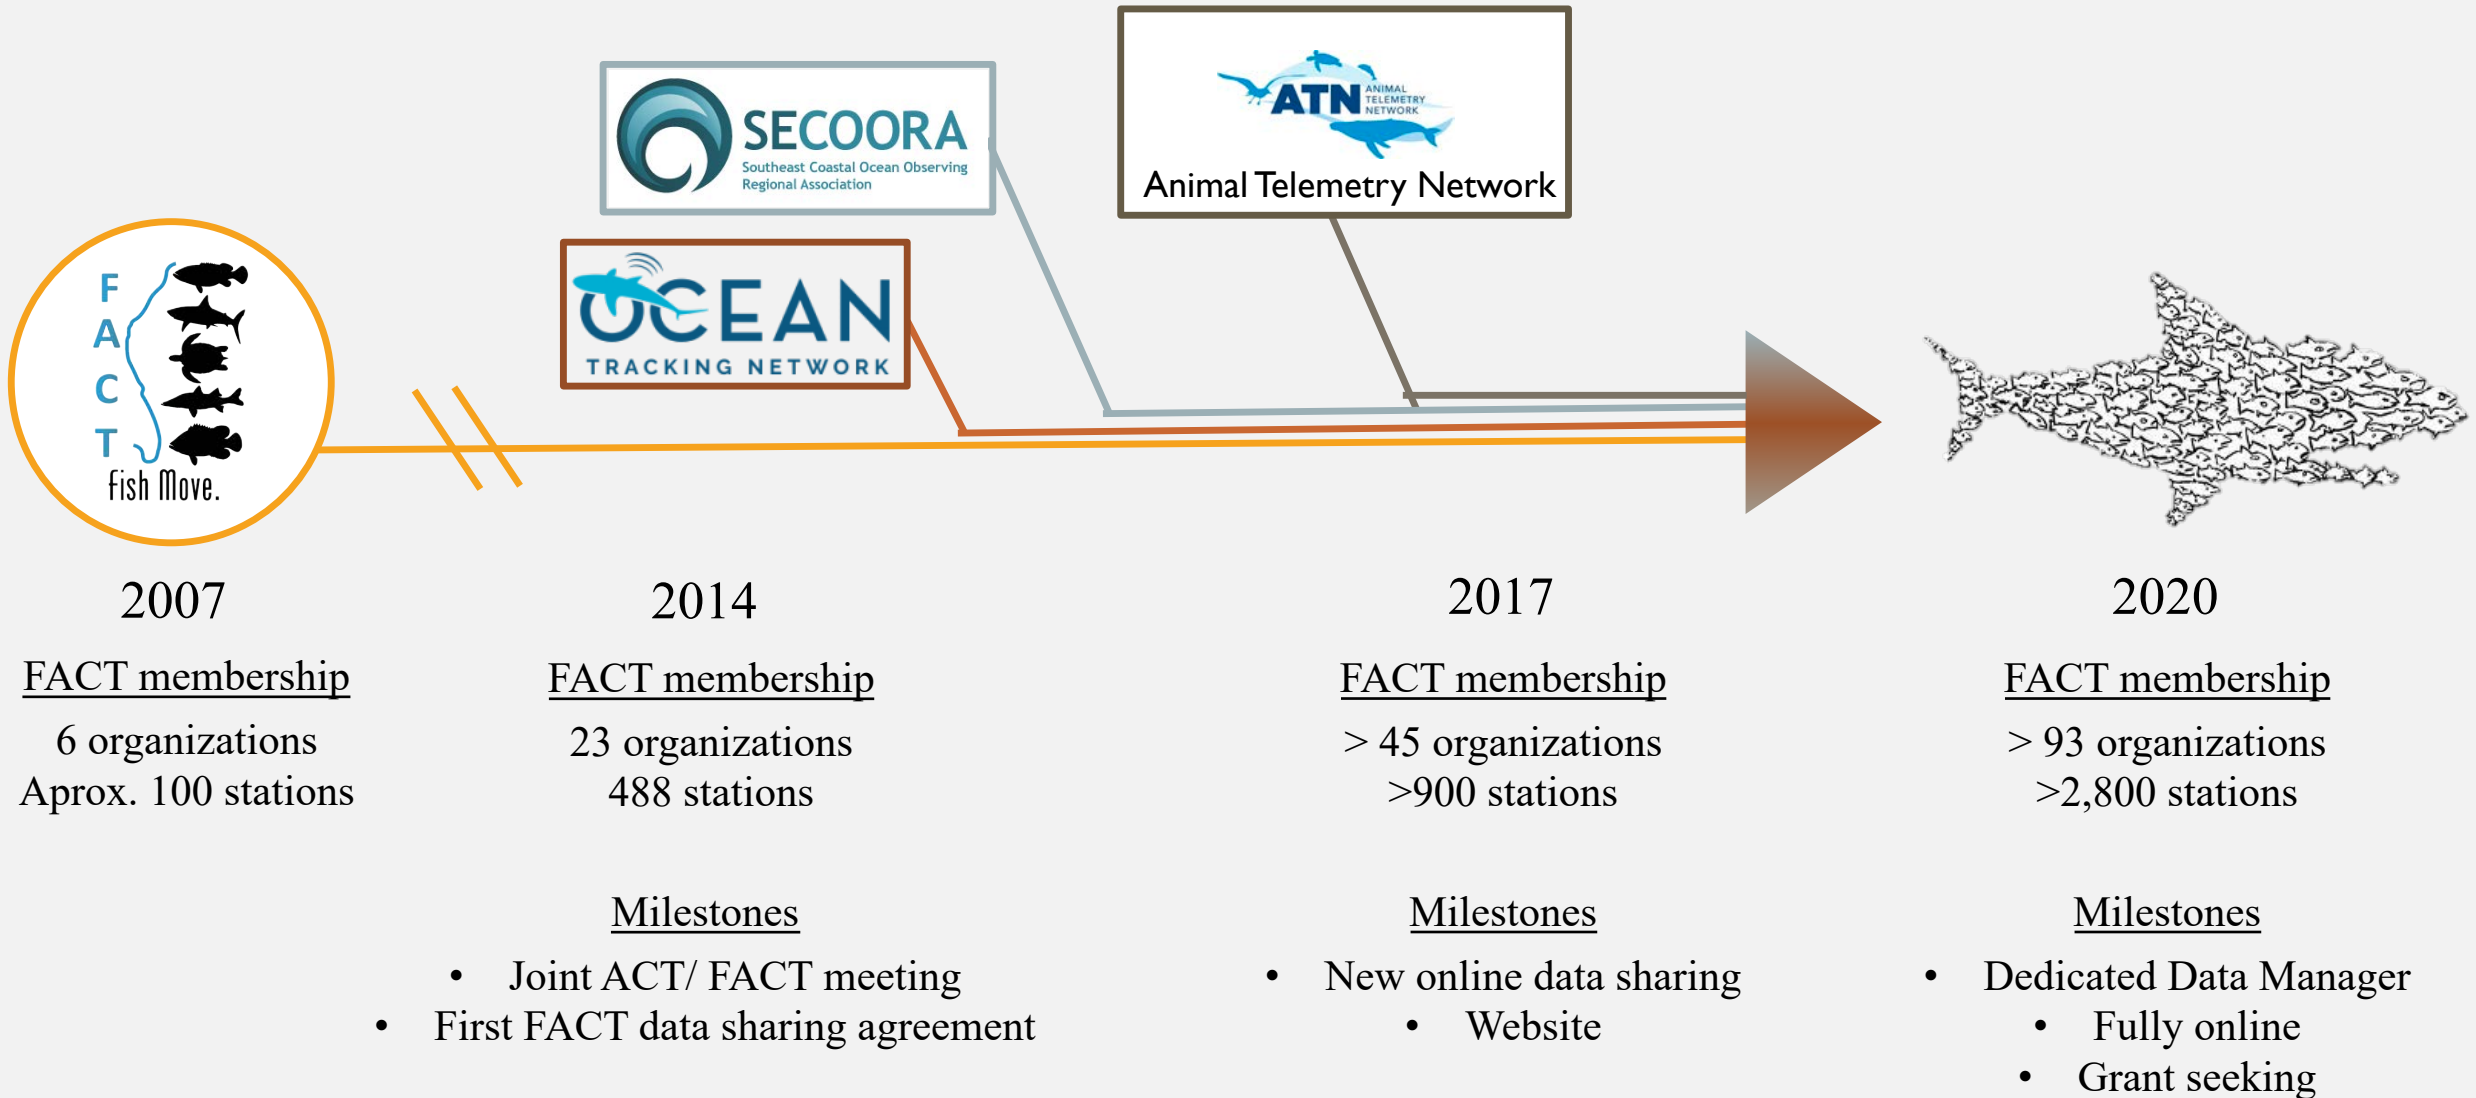 SECOORA
Southeast Coastal Ocean Observing
Regional Association
ATN
ANIMAL
TELEMETRY
NETWORK
Animal Telemetry Network
OCEAN
TRACKING NETWORK
F
A
C
T
fish Move.
2007
FACT membership
6 organizations
Aprox. 100 stations
2014
FACT membership
23 organizations
488 stations
Milestones
• Joint ACT/ FACT meeting
• First FACT data sharing agreement
2017
FACT membership
> 45 organizations
>900 stations
Milestones
• New online data sharing
• Website
2020
FACT membership
> 93 organizations
>2,800 stations
Milestones
• Dedicated Data Manager
• Fully online
• Grant seeking